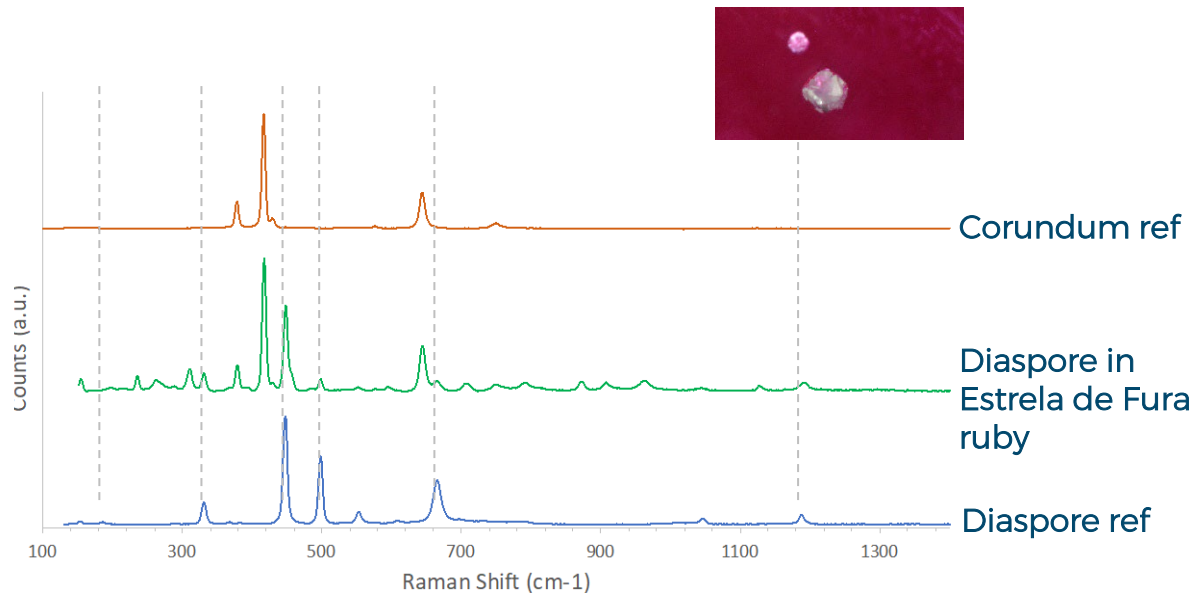 Corundum ref
Diaspore in
Estrela de Fura
ruby
Diaspore ref
Counts (a.u.)
100
300
500
700
900
1100
1300
Raman Shift (cm-1)